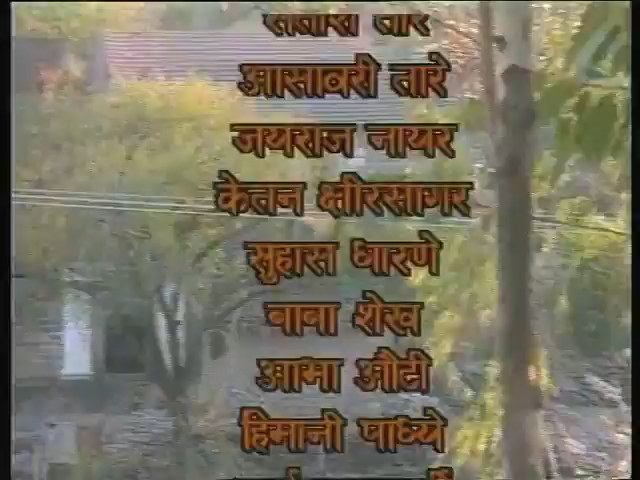 आसावरी तारे
जयराज नायर
केतन क्षीरसागर
सुहास धारणे
बाबा शेख
आभा औटी
हिमानी पाध्ये